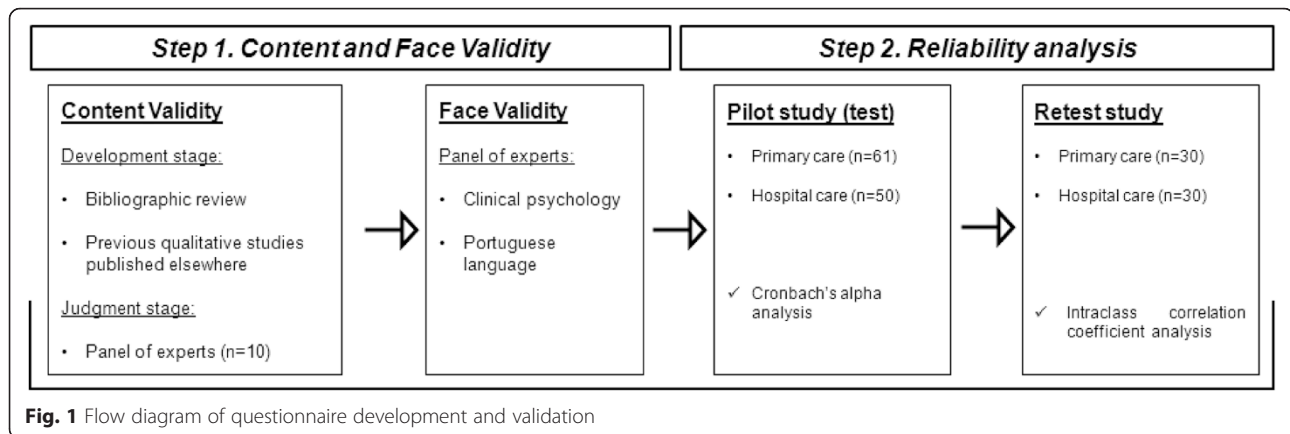 Step 1. Content and Face Validity
Step 2. Reliability analysis
Content Validity
Development stage:
• Bibliographic review
• Previous qualitative studies
published elsewhere
Judgment stage:
• Panel of experts (n=10)
Face Validity
Panel of experts:
• Clinical psychology
• Portuguese
language
Pilot study (test)
• Primary care (n=61)
• Hospital care (n=50)
✓ Cronbach's alpha
analysis
Retest study
• Primary care (n=30)
• Hospital care (n=30)
✓ Intraclass correlation
coefficient analysis
Fig. 1 Flow diagram of questionnaire development and validation